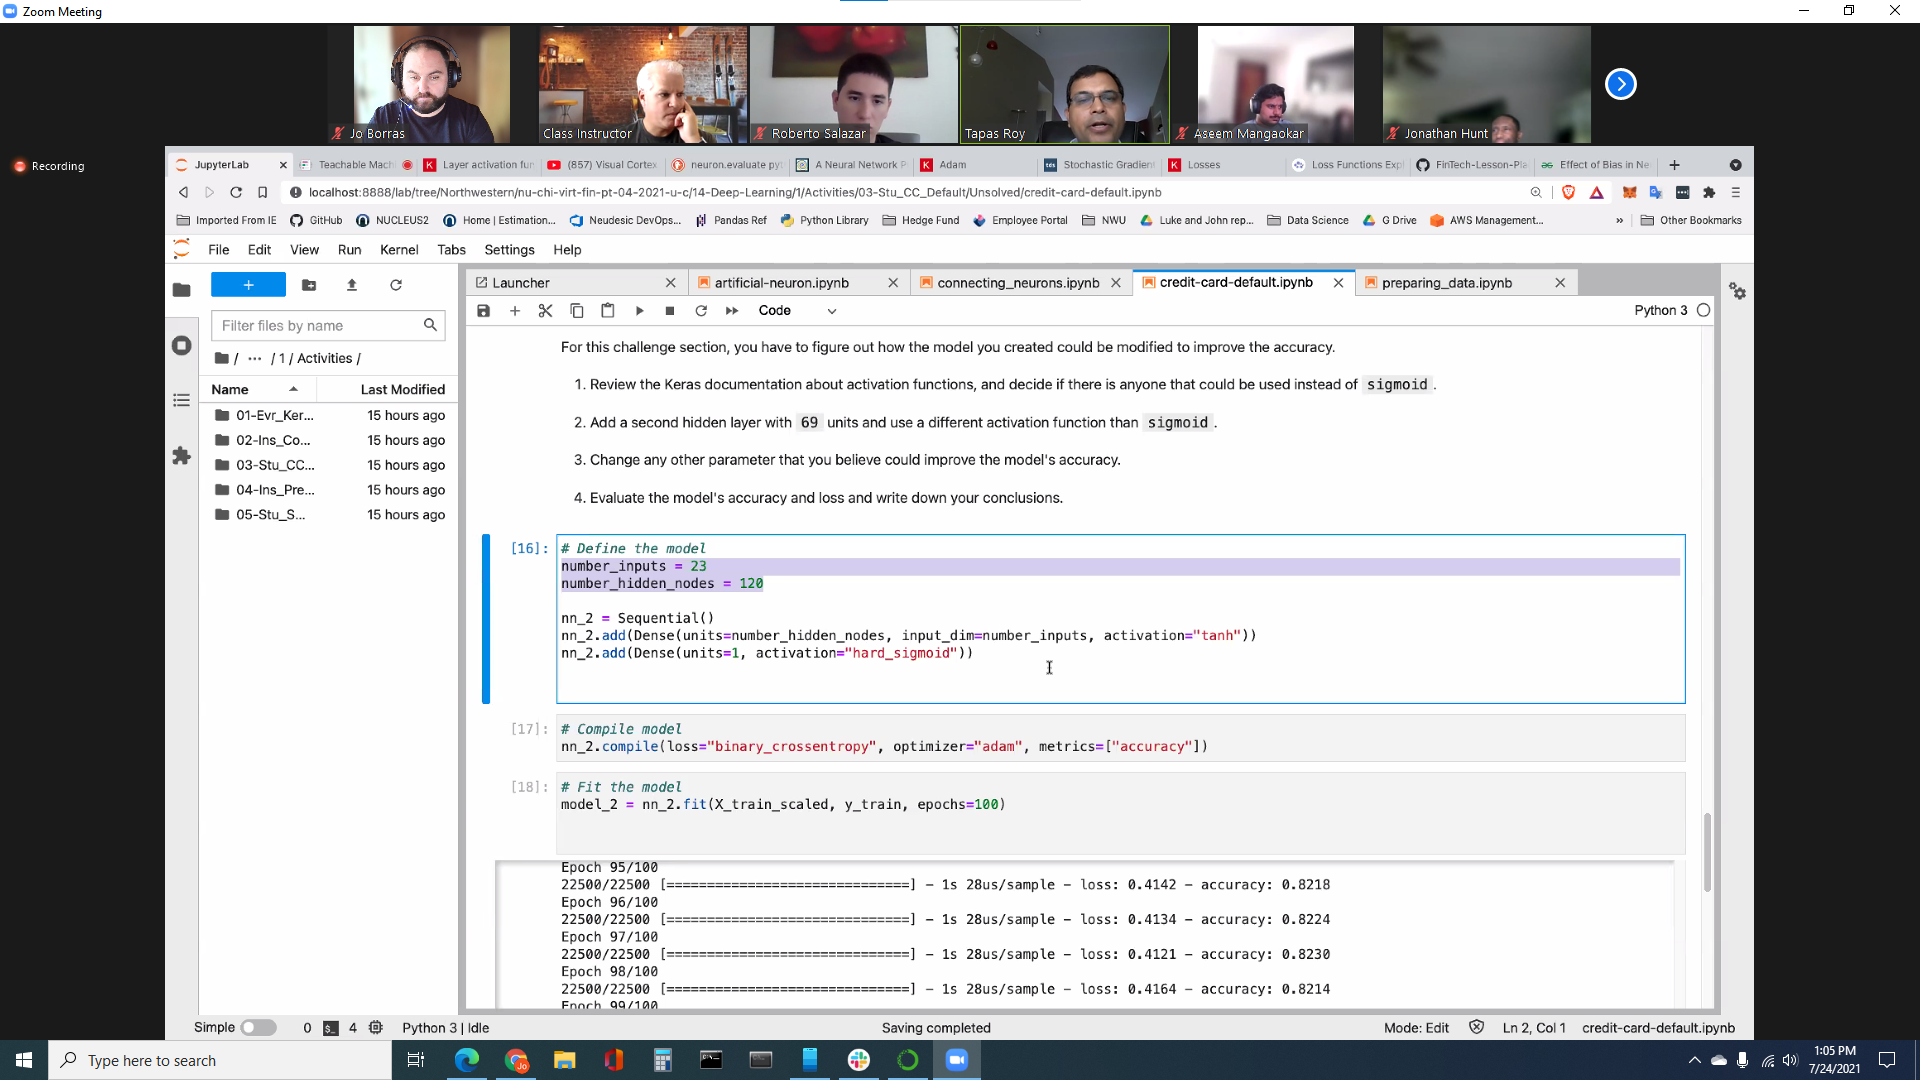 Zoom Meeting
Jo Borras
Class Instructor
Roberto Salazar
Tapas Roy
Aseem Mangaokar
Jonathan Hunt
Recording
JupyterLab
Teachable Mach
Layer activation fun
(857) Visual Cortex
neuron.evaluate py
A Neural Network P
Adam
Stochastic Gradient
Losses
Loss Functions Exp
FinTech-Lesson-Pla
Effect of Bias in Ne
localhost:8888/lab/tree/Northwestern/nu-chi-virt-fin-pt-04-2021-u-c/14-Deep-Learning/1/Activities/03-Stu_CC_Default/Unsolved/credit-card-default.ipynb
Imported From IE GitHub NUCLEUS2 Home | Estimation... Neudesic DevOps... Pandas Ref Python Library Hedge Fund Employee Portal NWU Luke and John rep... Data Science G Drive AWS Management... » Other Bookmarks
File Edit View Run Kernel Tabs Settings Help
Launcher
artificial-neuron.ipynb
connecting_neurons.ipynb
credit-card-default.ipynb
preparing_data.ipynb
Code
Python 3
Filter files by name
/ ··· / 1 / Activities /
Name Last Modified
01-Evr_Ker... 15 hours ago
02-Ins_Co... 15 hours ago
03-Stu_CC... 15 hours ago
04-Ins_Pre... 15 hours ago
05-Stu_S... 15 hours ago
For this challenge section, you have to figure out how the model you created could be modified to improve the accuracy.
1. Review the Keras documentation about activation functions, and decide if there is anyone that could be used instead of sigmoid .
2. Add a second hidden layer with 69 units and use a different activation function than sigmoid .
3. Change any other parameter that you believe could improve the model's accuracy.
4. Evaluate the model's accuracy and loss and write down your conclusions.
[16]: # Define the model
number_inputs = 23
number_hidden_nodes = 120
nn_2 = Sequential()
nn_2.add(Dense(units=number_hidden_nodes, input_dim=number_inputs, activation="tanh"))
nn_2.add(Dense(units=1, activation="hard_sigmoid"))
[17]: # Compile model
nn_2.compile(loss="binary_crossentropy", optimizer="adam", metrics=["accuracy"])
[18]: # Fit the model
model_2 = nn_2.fit(X_train_scaled, y_train, epochs=100)
Epoch 95/100
22500/22500 [==============================] - 1s 28us/sample - loss: 0.4142 - accuracy: 0.8218
Epoch 96/100
22500/22500 [==============================] - 1s 28us/sample - loss: 0.4134 - accuracy: 0.8224
Epoch 97/100
22500/22500 [==============================] - 1s 28us/sample - loss: 0.4121 - accuracy: 0.8230
Epoch 98/100
22500/22500 [==============================] - 1s 28us/sample - loss: 0.4164 - accuracy: 0.8214
Epoch 99/100
Simple 0 4 Python 3 | Idle Saving completed Mode: Edit Ln 2, Col 1 credit-card-default.ipynb
Type here to search
1:05 PM
7/24/2021